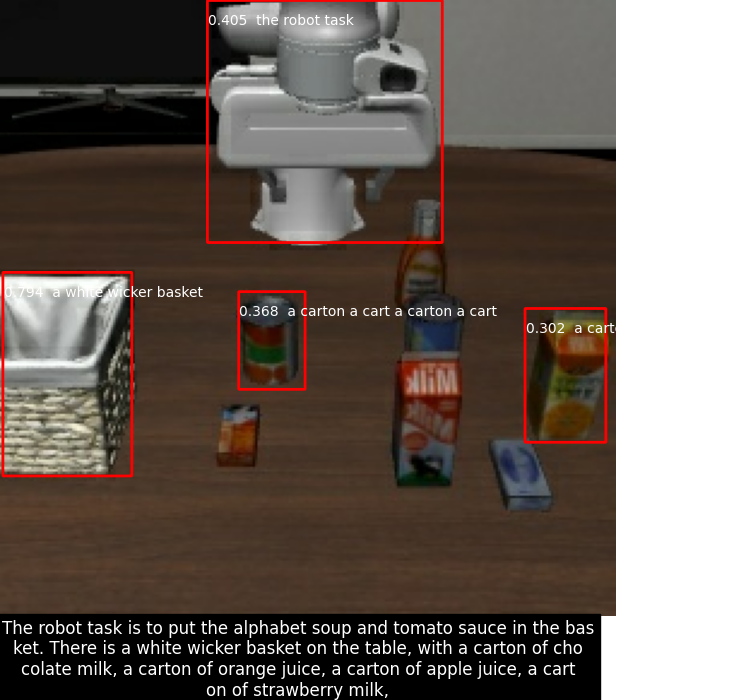 0.405 the robot task
0.794 a white wicker basket
0.368 a carton a cart a carton a cart
0.302 a cart
Milk
Milk
The robot task is to put the alphabet soup and tomato sauce in the bas
ket. There is a white wicker basket on the table, with a carton of cho
colate milk, a carton of orange juice, a carton of apple juice, a cart
on of strawberry milk,